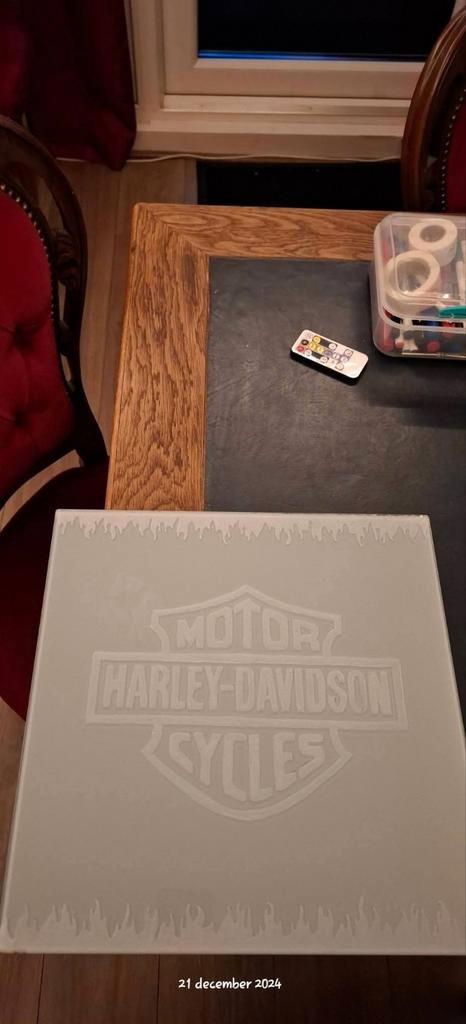 MOTOR
HARLEY-DAVIDSON
CYCLES
21 december 2024